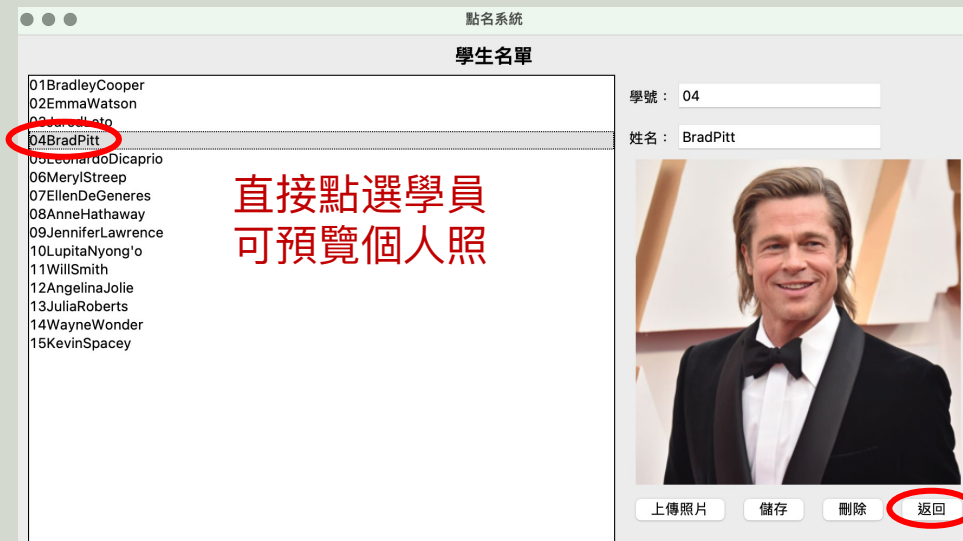 點名系統
學生名單
01BradleyCooper
02EmmaWatson
03JaredLeto
04BradPitt
05LeonardoDicaprio
06MerylStreep
07EllenDeGeneres
08AnneHathaway
09JenniferLawrence
10LupitaNyong'o
11WillSmith
12AngelinaJolie
13JuliaRoberts
14WayneWonder
15KevinSpacey
直接點選學員
可預覽個人照
學號： 04
姓名： BradPitt
上傳照片 儲存 刪除 返回